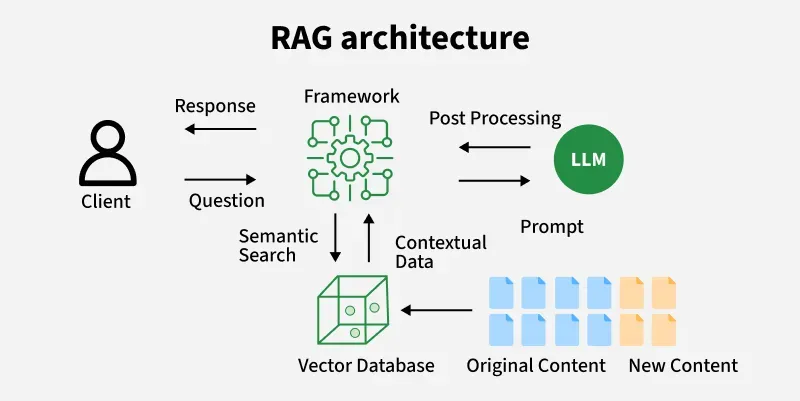 RAG architecture
Response
Framework
Post Processing
LLM
Client
Question
Prompt
Semantic
Search
Contextual
Data
Vector Database
Original Content
New Content